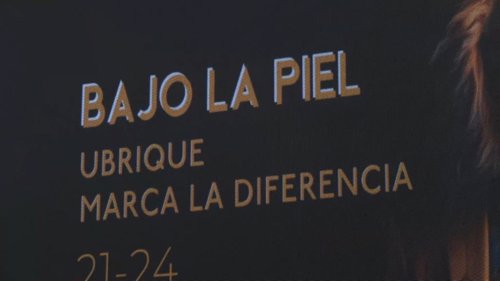 BAJO LA PIEL
UBRIQUE
MARCA LA DIFERENCIA
21-24